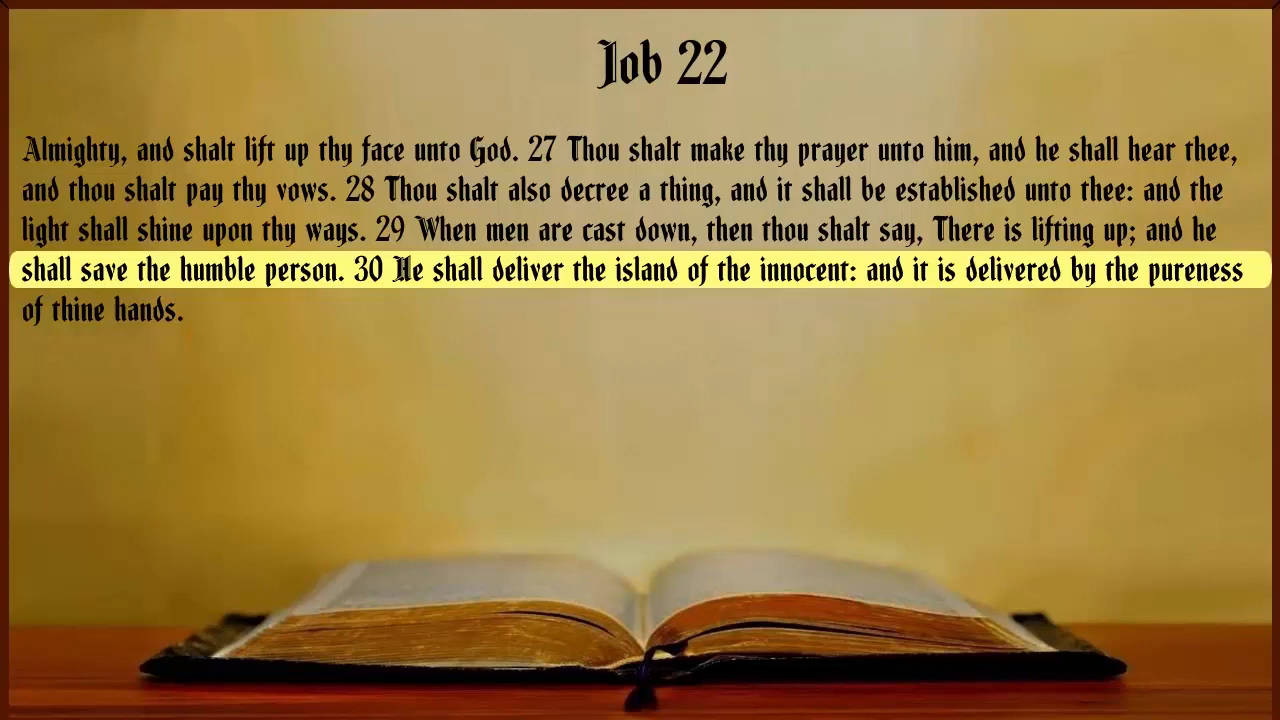 Job 22
Almighty, and shalt lift up thy face unto God. 27 Thou shalt make thy prayer unto him, and he shall hear thee,
and thou shalt pay thy vows. 28 Thou shalt also decree a thing, and it shall be established unto thee: and the
light shall shine upon thy ways. 29 When men are cast down, then thou shalt say, There is lifting up; and he
shall save the humble person. 30 He shall deliver the island of the innocent: and it is delivered by the pureness
of thine hands.